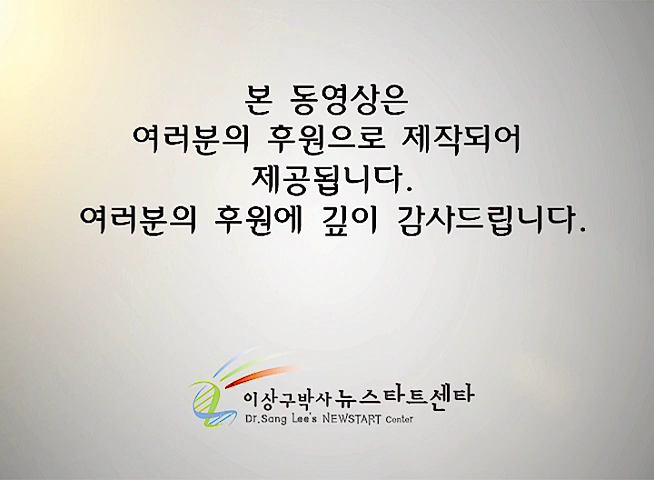 본 동영상은
여러분의 후원으로 제작되어
제공됩니다.
여러분의 후원에 깊이 감사드립니다.
이상구박사 뉴스타트센타
Dr.Sang Lee's NEWSTART Center